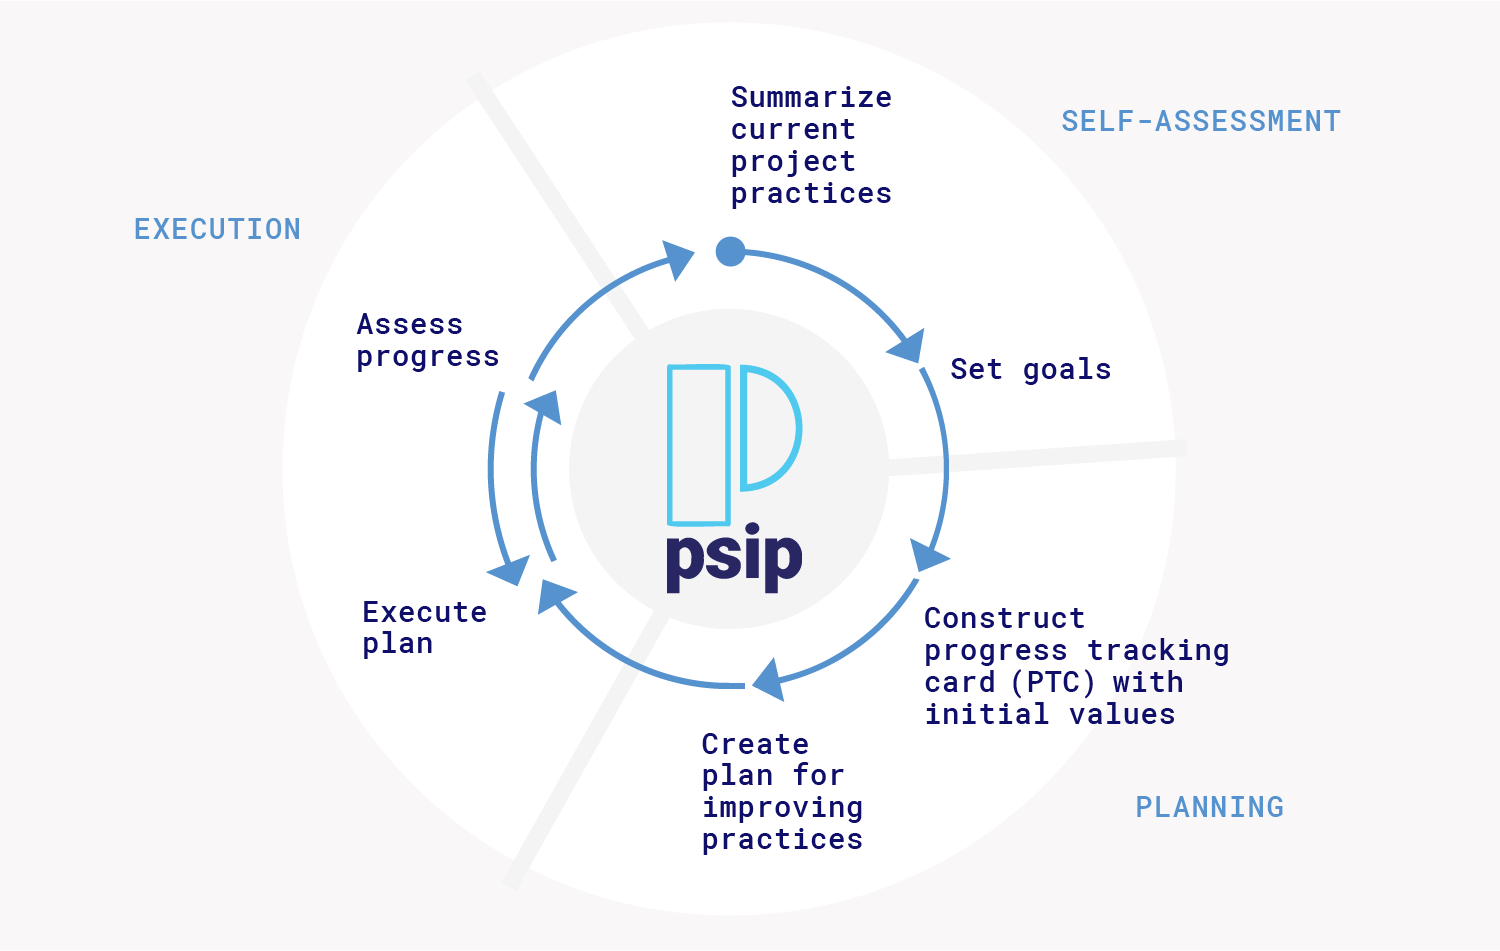 Summarize
current
project
practices
SELF-ASSESSMENT
EXECUTION
Assess
progress
Set goals
psip
Execute
plan
Construct
progress tracking
card (PTC) with
initial values
Create
plan for
improving
practices
PLANNING